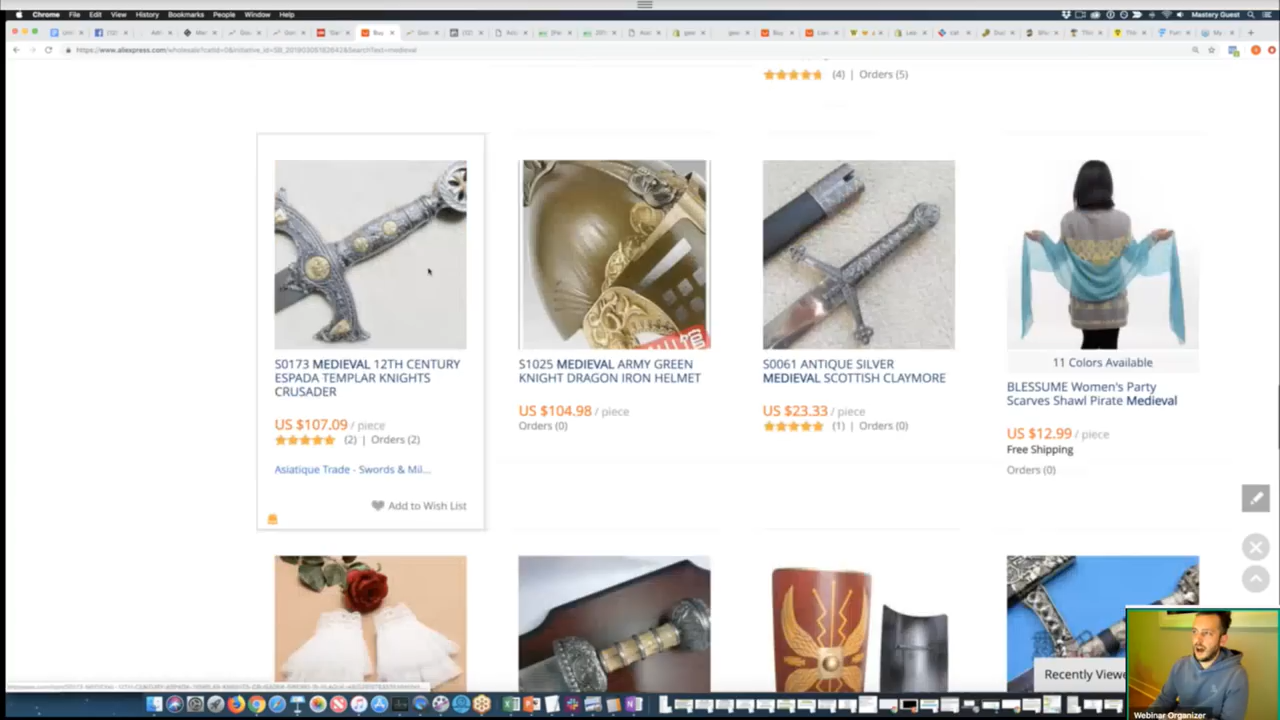 Chrome File Edit View History Bookmarks People Window Help
Mastery Guest
https://www.aliexpress.com/wholesale?catId=0&initiative_id=SB_20190305182842&SearchText=medieval
(4) | Orders (5)
S0173 MEDIEVAL 12TH CENTURY
ESPADA TEMPLAR KNIGHTS
CRUSADER
US $107.09 / piece
(2) | Orders (2)
Asiatique Trade - Swords & Mil...
Add to Wish List
S1025 MEDIEVAL ARMY GREEN
KNIGHT DRAGON IRON HELMET
US $104.98 / piece
Orders (0)
S0061 ANTIQUE SILVER
MEDIEVAL SCOTTISH CLAYMORE
US $23.33 / piece
(1) | Orders (0)
11 Colors Available
BLESSUME Women's Party
Scarves Shawl Pirate Medieval
US $12.99 / piece
Free Shipping
Orders (0)
Recently Viewe
Webinar Organizer